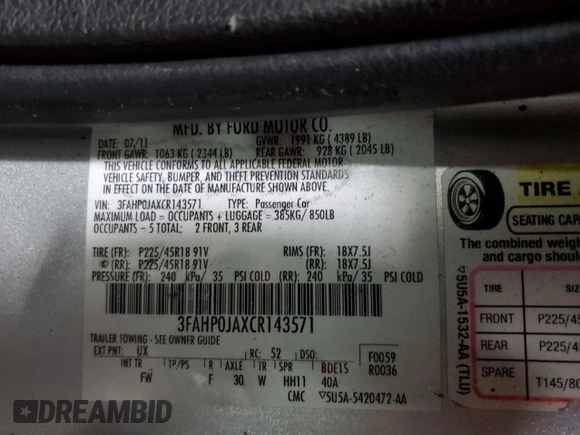 MFD. BY FORD MOTOR CO.
DATE: 07/11 GVWR: 1991 KG ( 4389 LB)
FRONT GAWR: 1063 KG ( 2344 LB) REAR GAWR: 928 KG ( 2045 LB)
THIS VEHICLE CONFORMS TO ALL APPLICABLE FEDERAL MOTOR
VEHICLE SAFETY, BUMPER, AND THEFT PREVENTION STANDARDS
IN EFFECT ON THE DATE OF MANUFACTURE SHOWN ABOVE.
VIN: 3FAHP0JAXCR143571 TYPE: Passenger Car
MAXIMUM LOAD = OCCUPANTS + LUGGAGE = 385KG/ 850LB
OCCUPANTS - 5 TOTAL: 2 FRONT, 3 REAR
TIRE (FR): P225/45R18 91V RIMS (FR): 18X7.5J
(RR): P225/45R18 91V (RR): 18X7.5J
PRESSURE (FR): 240 kPa/ 35 PSI COLD (RR): 240 kPa/ 35 PSI COLD
3FAHP0JAXCR143571
TRAILER TOWING - SEE OWNER GUIDE
EXT PNT: UX RC: 52 DSO: F0059
R0036
INT TR TP/PS R AXLE TR SPR BDE1S
FW F 30 W HH11 40A
CMC ▽5U5A-5420472-AA
TIRE
SEATING CAPA
The combined weigh
and cargo shou
TIRE SIZ
FRONT P225/45
REAR P225/45
SPARE T145/80
▽5U5A-1532-AA (TLU)
DREAMBID